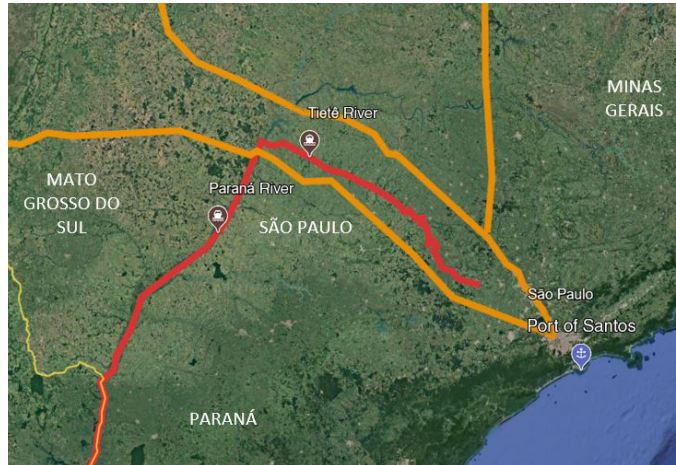 MINAS
GERAIS
Tietê River
MATO
GROSSO DO
SUL
Paraná River
SÃO PAULO
São Paulo
Port of Santos
PARANÁ